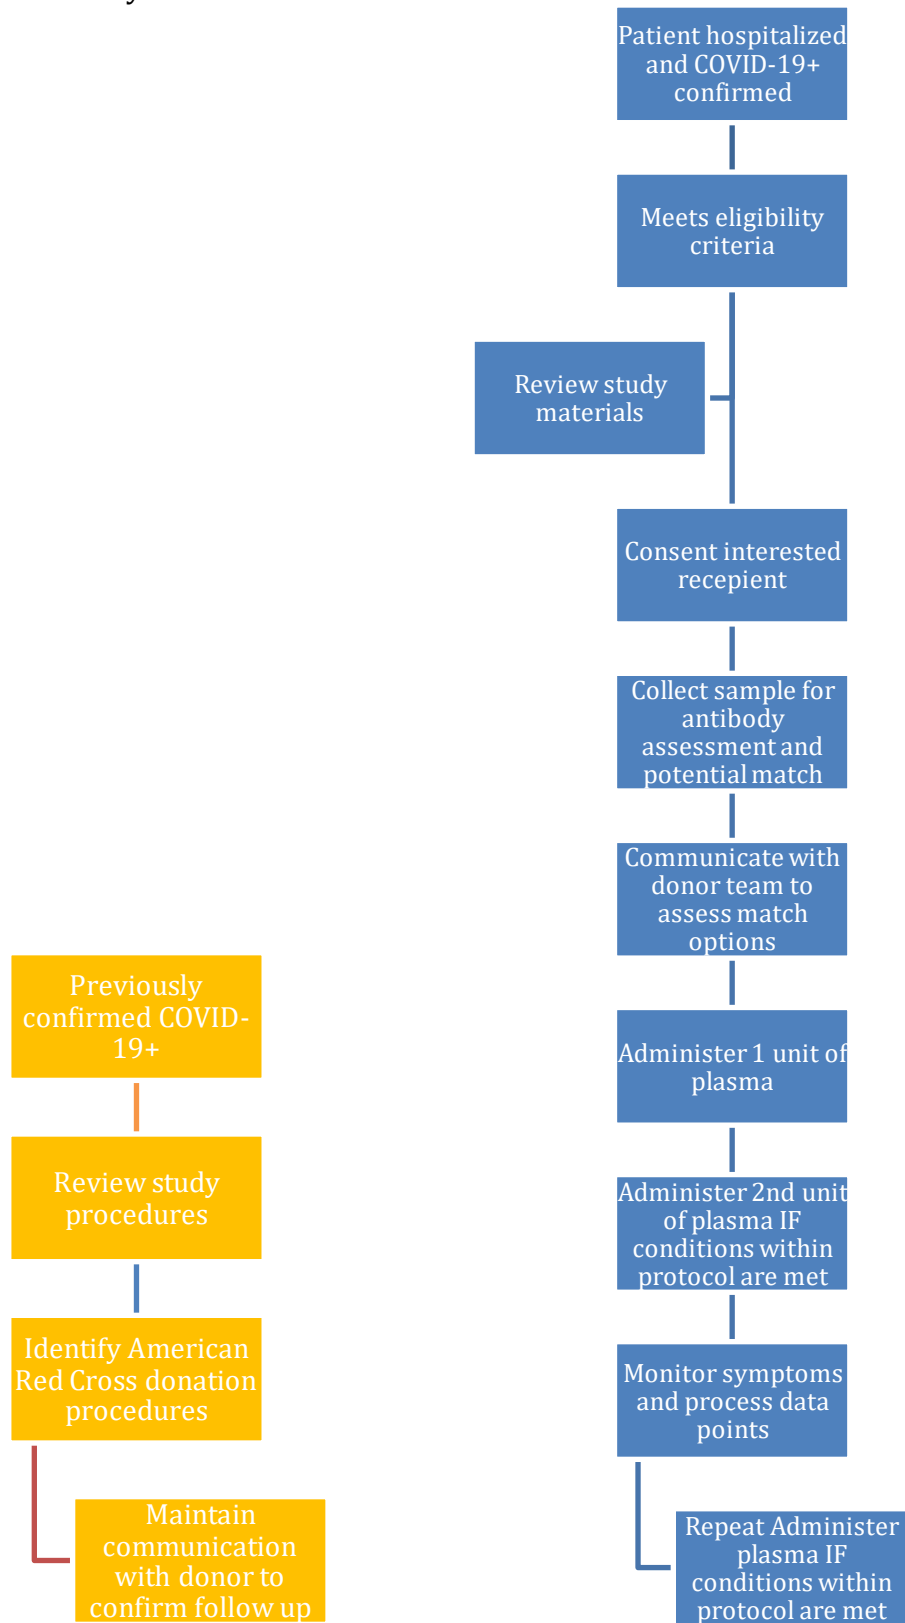 Patient hospitalized
and COVID-19+
confirmed
Meets eligibility
criteria
Review study
materials
Consent interested
recepient
Collect sample for
antibody
assessment and
potential match
Communicate with
donor team to
assess match
options
Administer 1 unit of
plasma
Administer 2nd unit
of plasma IF
conditions within
protocol are met
Monitor symptoms
and process data
points
Repeat Administer
plasma IF
conditions within
protocol are met
Previously
confirmed COVID-
19+
Review study
procedures
Identify American
Red Cross donation
procedures
Maintain
communication
with donor to
confirm follow up